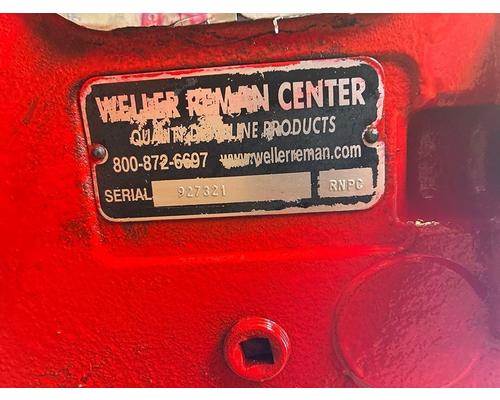 WELLER REMAN CENTER
QUALITY DRIVELINE PRODUCTS
800-872-6697 www.wellerreman.com
SERIAL 927321 RNPC